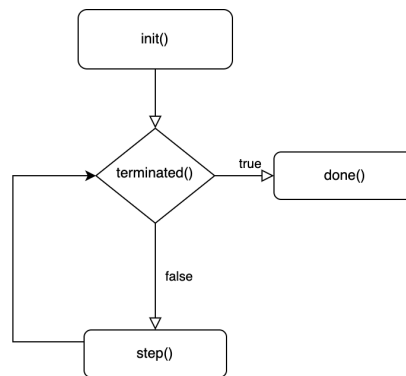 init()
terminated()
true
done()
false
step()